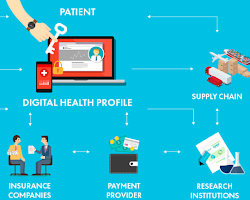 PATIENT
DIGITAL HEALTH PROFILE
SUPPLY CHAIN
INSURANCE
COMPANIES
PAYMENT
PROVIDER
RESEARCH
INSTITUTIONS